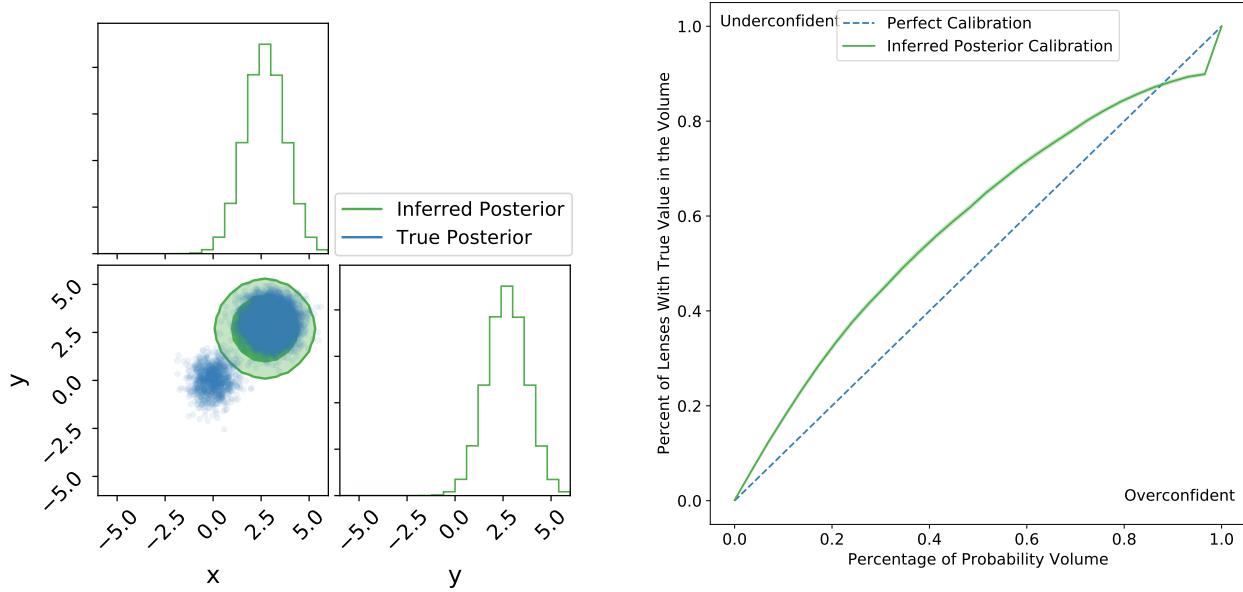 Inferred Posterior
True Posterior
y
5.0
2.5
0.0
−2.5
−5.0
−5.0
−2.5
0.0
2.5
5.0
x
−5.0
−2.5
0.0
2.5
5.0
y
Underconfident
Perfect Calibration
Inferred Posterior Calibration
Percent of Lenses With True Value in the Volume
1.0
0.8
0.6
0.4
0.2
0.0
Overconfident
0.0
0.2
0.4
0.6
0.8
1.0
Percentage of Probability Volume